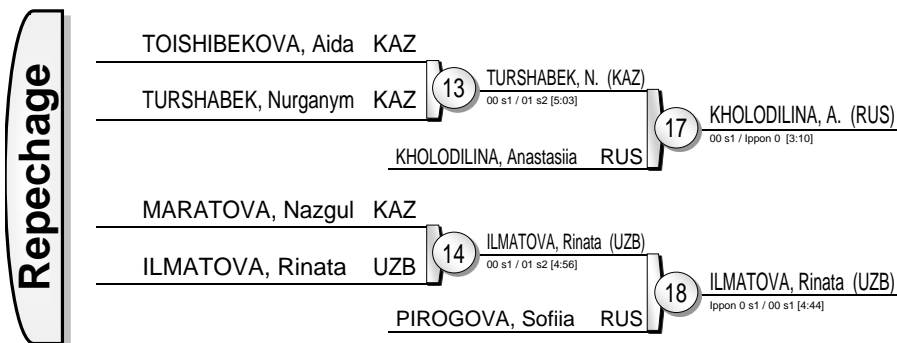 Repechage
TOISHIBEKOVA, Aida KAZ
TURSHABEK, Nurganym KAZ
13
TURSHABEK, N. (KAZ)
00 s1 / 01 s2 [5:03]
KHOLODILINA, Anastasiia RUS
17
KHOLODILINA, A. (RUS)
00 s1 / Ippon 0 [3:10]
MARATOVA, Nazgul KAZ
ILMATOVA, Rinata UZB
14
ILMATOVA, Rinata (UZB)
00 s1 / 01 s2 [4:56]
PIROGOVA, Sofiia RUS
18
ILMATOVA, Rinata (UZB)
Ippon 0 s1 / 00 s1 [4:44]